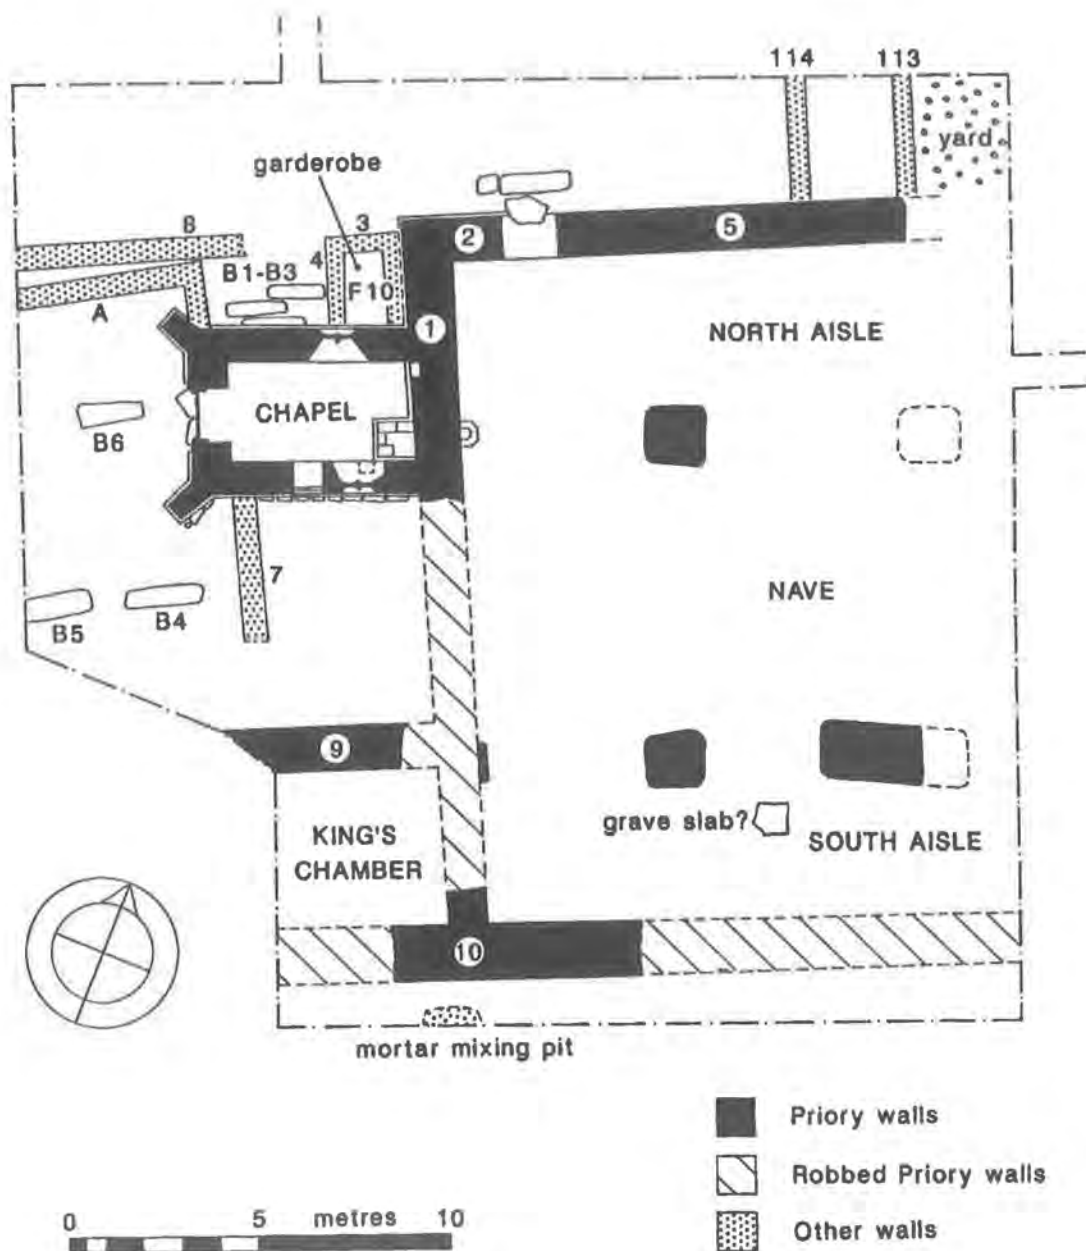 114 113
yard
garderobe
8
3
2
5
B1-B3
4
F10
A
1
NORTH AISLE
CHAPEL
B6
7
NAVE
B5
B4
9
grave slab?
KING'S
CHAMBER
SOUTH AISLE
10
mortar mixing pit
Priory walls
Robbed Priory walls
Other walls
0 5 metres 10